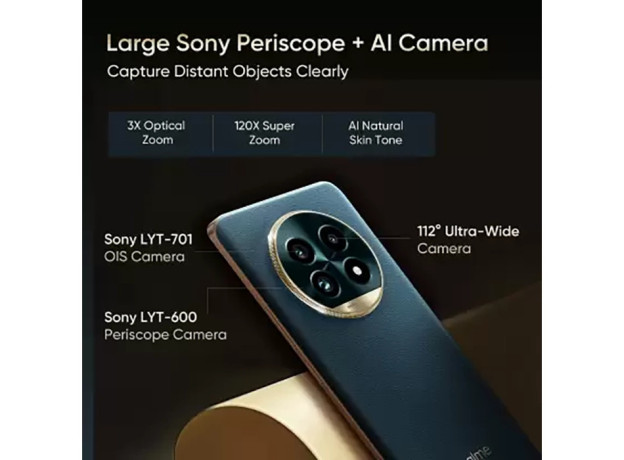 Large Sony Periscope + AI Camera
Capture Distant Objects Clearly
3X Optical
Zoom
120X Super
Zoom
AI Natural
Skin Tone
Sony LYT-701
OIS Camera
112° Ultra-Wide
Camera
Sony LYT-600
Periscope Camera